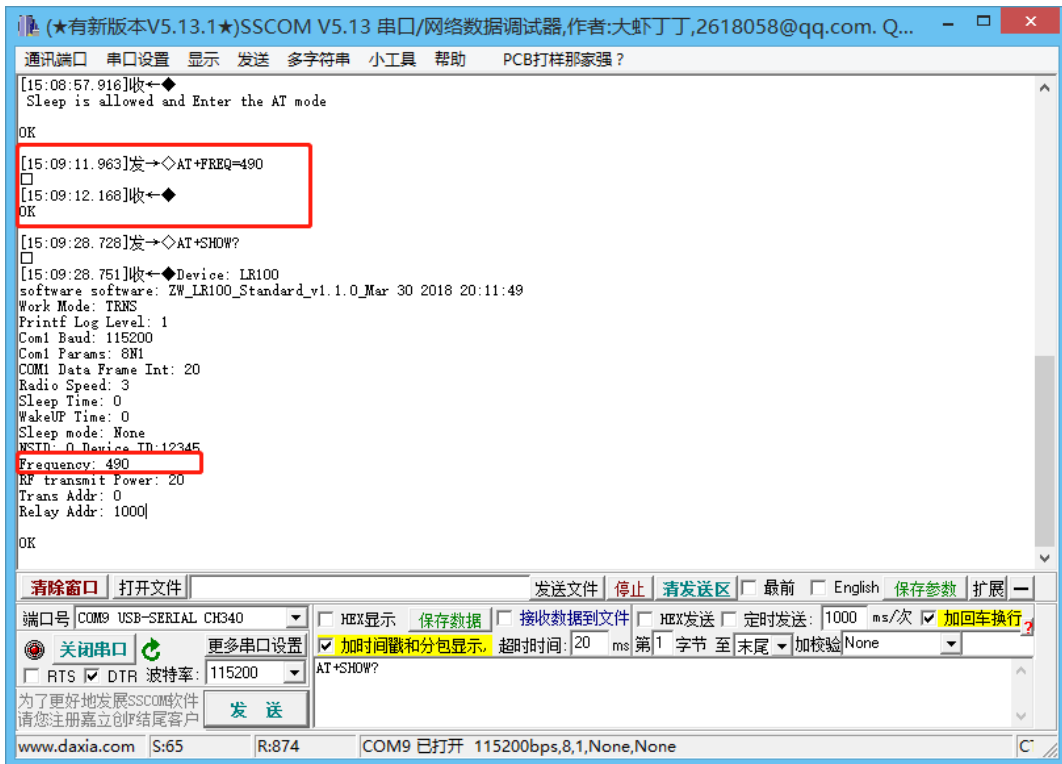 (★有新版本V5.13.1★)SSCOM V5.13 串口/网络数据调试器,作者:大虾丁丁,2618058@qq.com. Q...
通讯端口 串口设置 显示 发送 多字符串 小工具 帮助 PCB打样那家强？
[15:08:57.916]收←◆
Sleep is allowed and Enter the AT mode
OK
[15:09:11.963]发→◇AT+FREQ=490
□
[15:09:12.168]收←◆
OK
[15:09:28.728]发→◇AT+SHOW?
□
[15:09:28.751]收←◆Device: LR100
software software: ZW_LR100_Standard_v1.1.0_Mar 30 2018 20:11:49
Work Mode: TRNS
Printf Log Level: 1
Com1 Baud: 115200
Com1 Params: 8N1
COM1 Data Frame Int: 20
Radio Speed: 3
Sleep Time: 0
WakeUP Time: 0
Sleep mode: None
NSID: 0 Device ID:12345
Frequency: 490
RF transmit Power: 20
Trans Addr: 0
Relay Addr: 1000
OK
清除窗口 打开文件 发送文件 停止 清发送区 最前 English 保存参数 扩展 —
端口号 COM9 USB-SERIAL CH340 HEX显示 保存数据 接收数据到文件 HEX发送 定时发送: 1000 ms/次 加回车换行 ?
关闭串口 更多串口设置 加时间戳和分包显示, 超时时间: 20 ms 第1 字节 至 末尾 加校验 None
RTS DTR 波特率: 115200 AT+SHOW?
为了更好地发展SSCOM软件
请您注册嘉立创F结尾客户
发 送
www.daxia.com S:65 R:874 COM9 已打开 115200bps,8,1,None,None